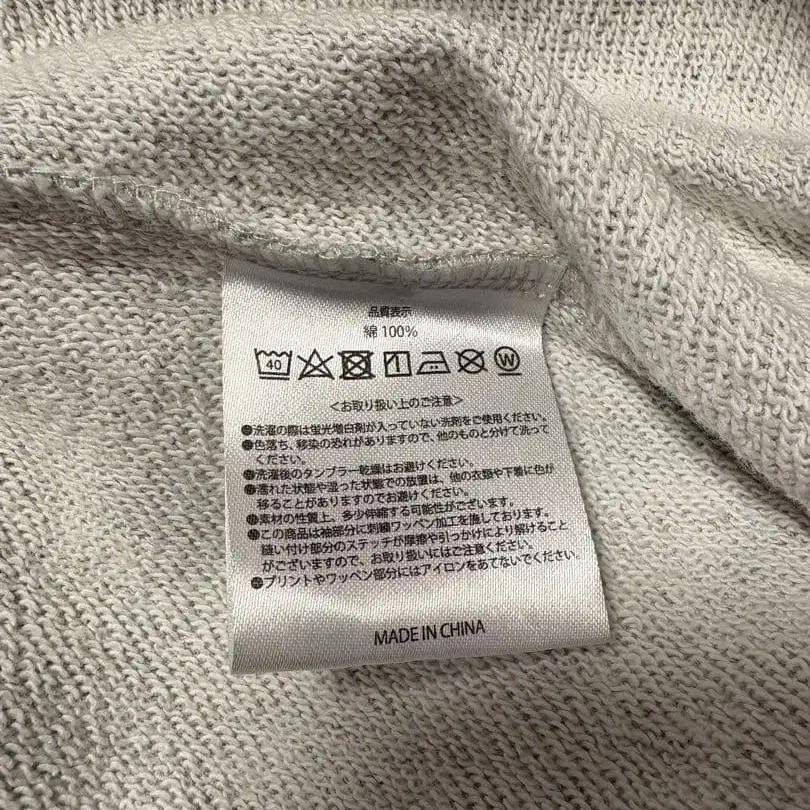 品質表示
綿 100%
40 W
<お取り扱い上のご注意>
●洗濯の際は蛍光増白剤が入っていない洗剤をご使用ください。
●色落ち、移染の恐れがありますので、他のものと分けて洗って
ください。
●洗濯後のタンブラー乾燥はお避けください。
●濡れた状態や湿った状態での放置は、他の衣類や下着に色が
移ることがありますのでお避けください。
●素材の性質上、多少伸縮する可能性がございます。
●この商品は袖部分に刺繍ワッペン加工を施しております。
縫い付け部分のステッチが摩擦や引っかけにより解けること
がございますので、お取り扱いにはご注意ください。
●プリントやワッペン部分にはアイロンをあてないでください。
MADE IN CHINA